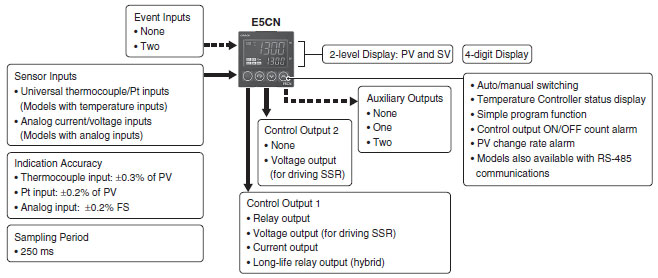 E5CN
Event Inputs
• None
• Two
2-level Display: PV and SV
4-digit Display
Sensor Inputs
• Universal thermocouple/Pt inputs
(Models with temperature inputs)
• Analog current/voltage inputs
(Models with analog inputs)
Indication Accuracy
• Thermocouple input: ±0.3% of PV
• Pt input: ±0.2% of PV
• Analog input: ±0.2% FS
Sampling Period
• 250 ms
1300
1300
Control Output 2
• None
• Voltage output
(for driving SSR)
Auxiliary Outputs
• None
• One
• Two
• Auto/manual switching
• Temperature Controller status display
• Simple program function
• Control output ON/OFF count alarm
• PV change rate alarm
• Models also available with RS-485
communications
Control Output 1
• Relay output
• Voltage output (for driving SSR)
• Current output
• Long-life relay output (hybrid)